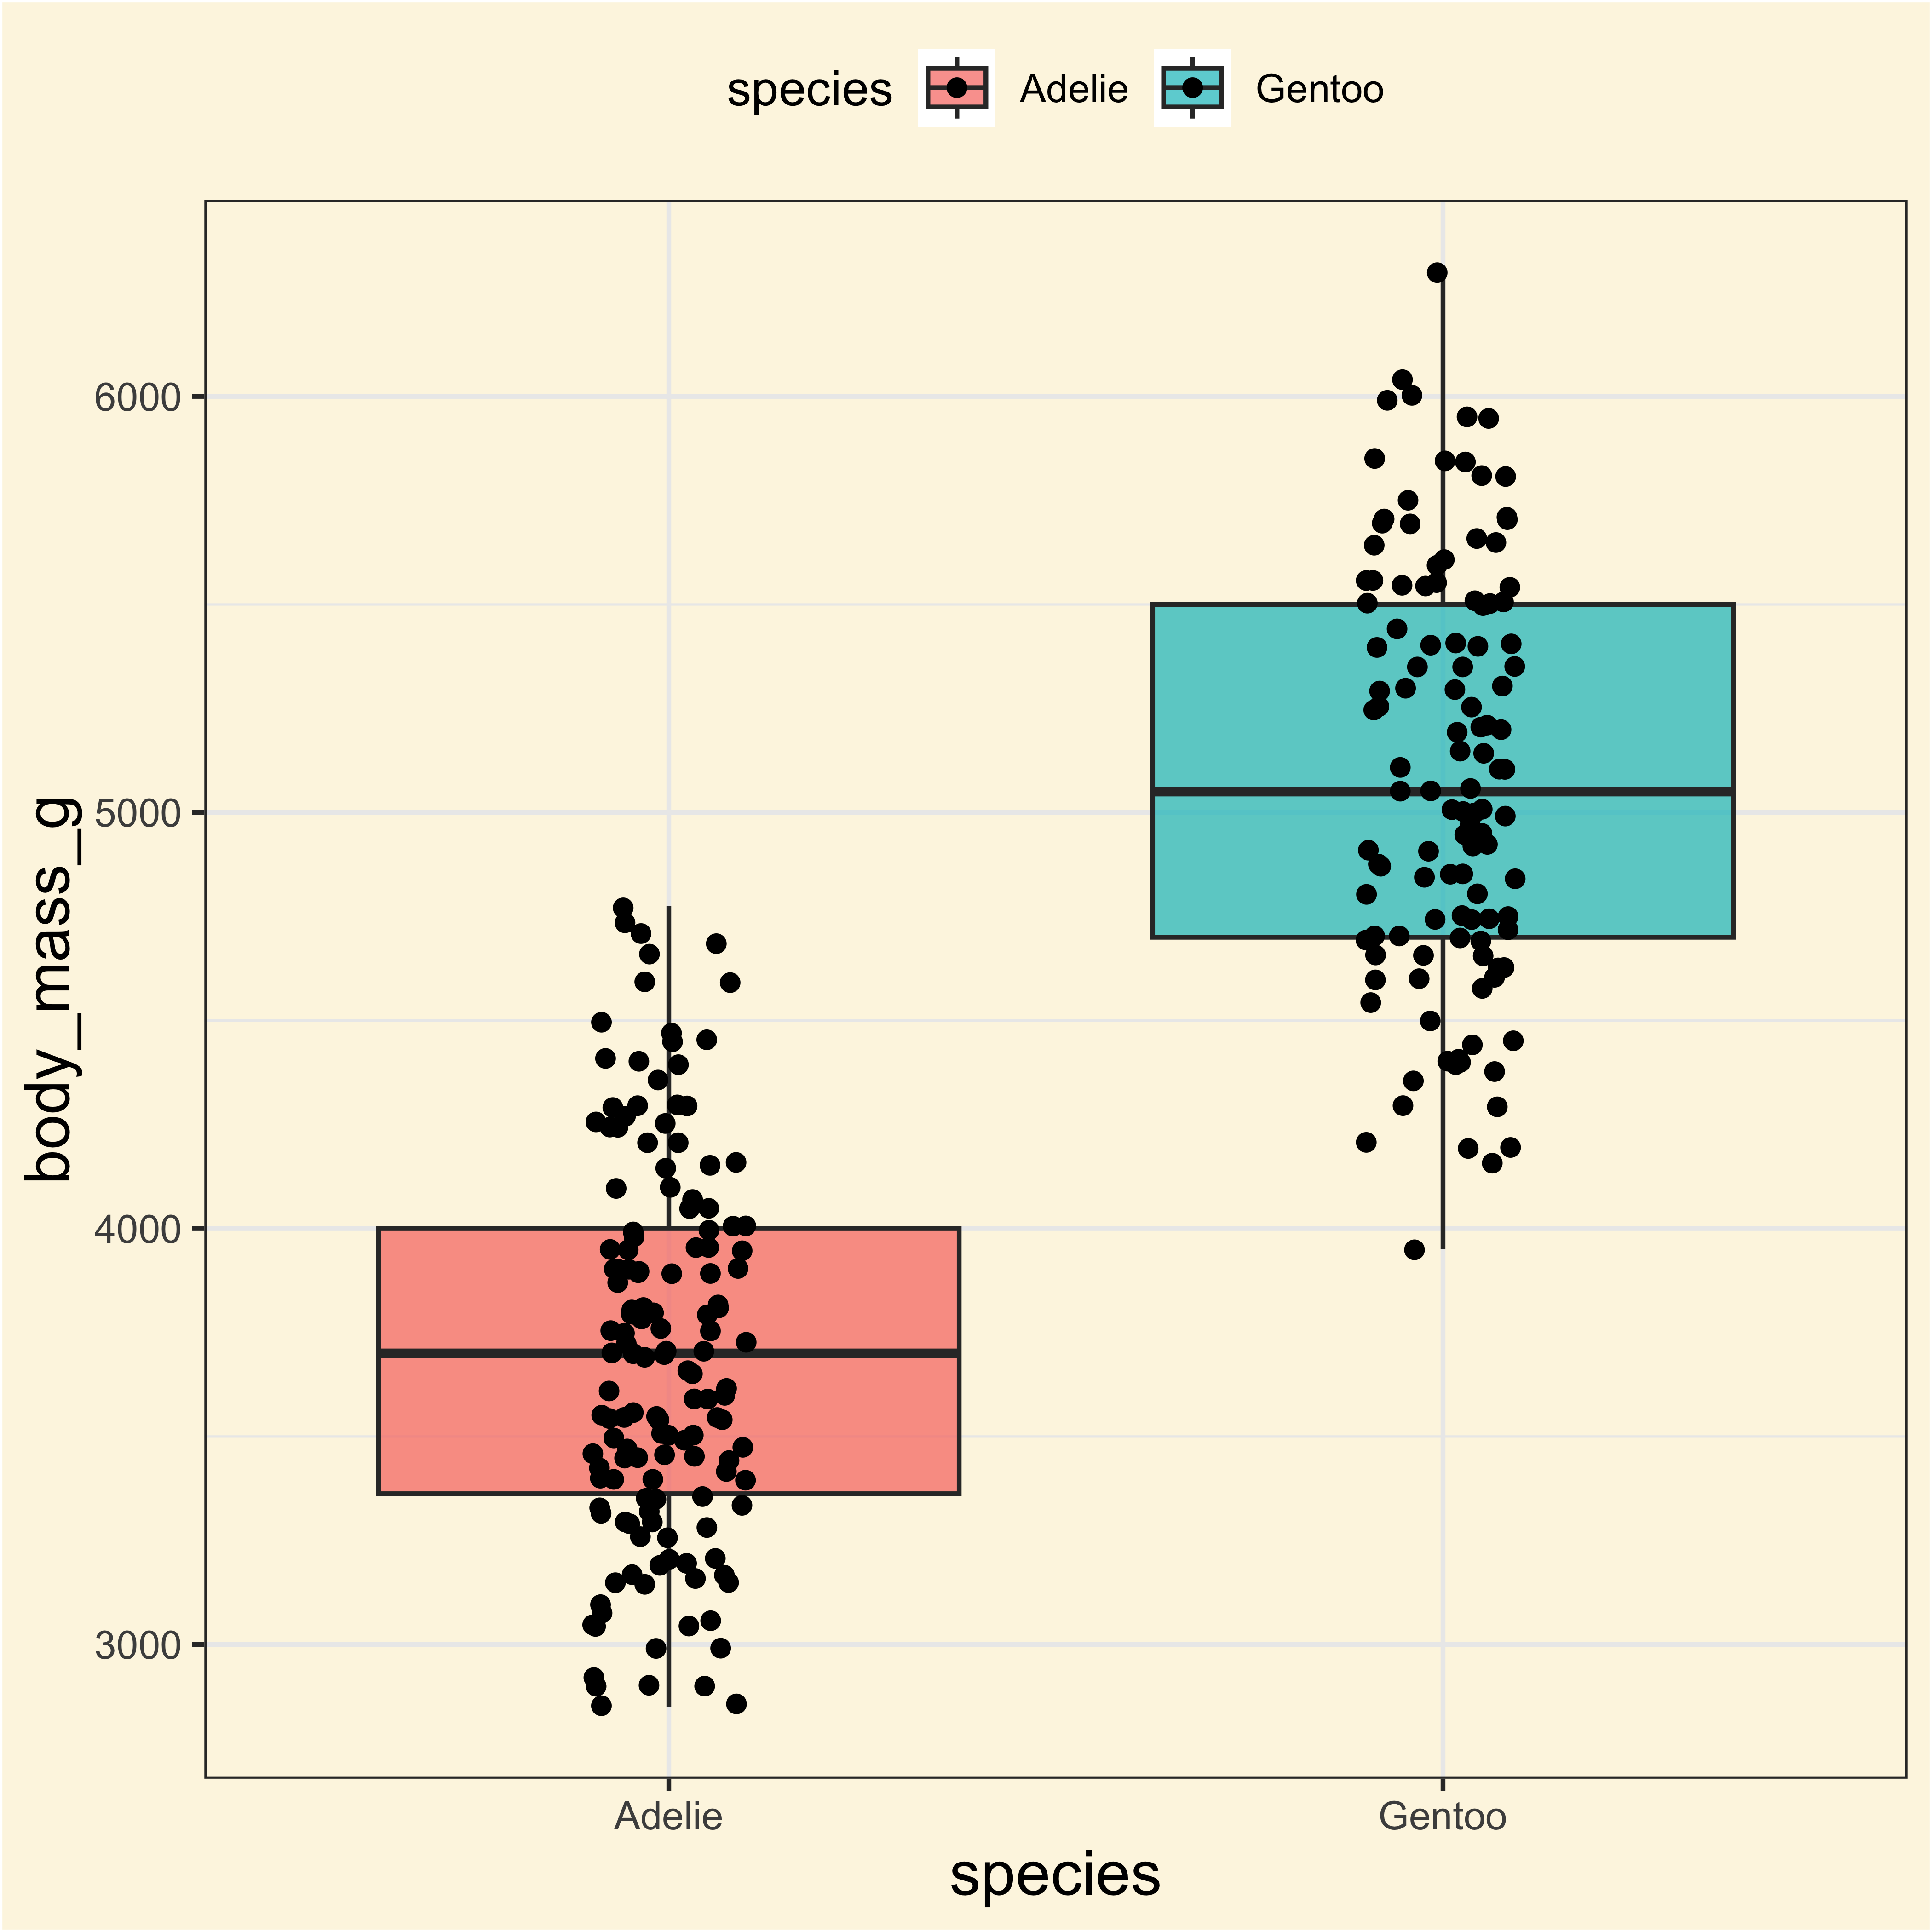 species Adelie Gentoo
6000
5000
4000
3000
body_mass_g
Adelie Gentoo
species